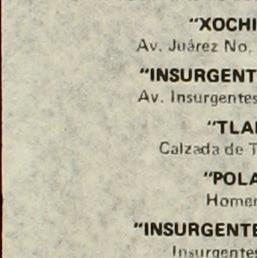 "XOCHI
Av. Juárez No.
"INSURGENT
Av. Insurgentes
"TLA
Calzada de T
"POLA
Homer
"INSURGENTE
Insurgentes